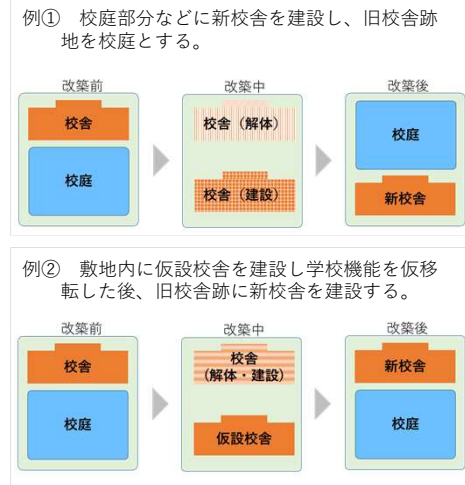 例①　校庭部分などに新校舎を建設し、旧校舎跡
地を校庭とする。
改築前
改築中
改築後
校舎
校舎（解体）
校庭
校庭
校舎（建設）
新校舎
例②　敷地内に仮設校舎を建設し学校機能を仮移
転した後、旧校舎跡に新校舎を建設する。
改築前
改築中
改築後
校舎
校舎
（解体・建設）
新校舎
校庭
仮設校舎
校庭